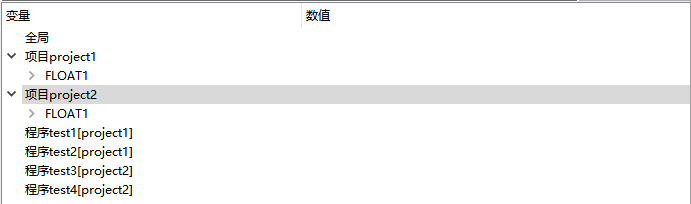 变量 数值
全局
项目project1
FLOAT1
项目project2
FLOAT1
程序test1[project1]
程序test2[project1]
程序test3[project2]
程序test4[project2]